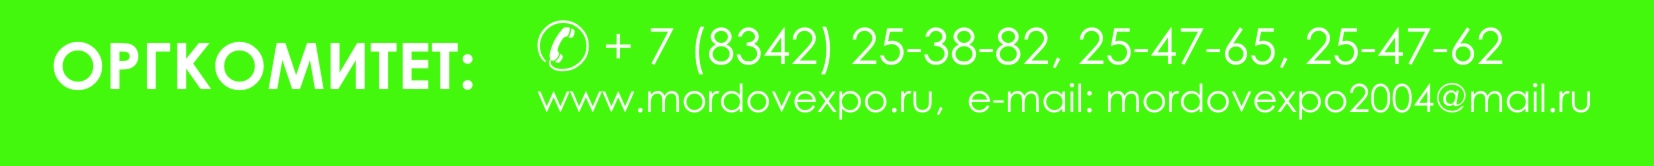 ОРГКОМИТЕТ:
✆ + 7 (8342) 25-38-82, 25-47-65, 25-47-62
www.mordovexpo.ru, e-mail: mordovexpo2004@mail.ru